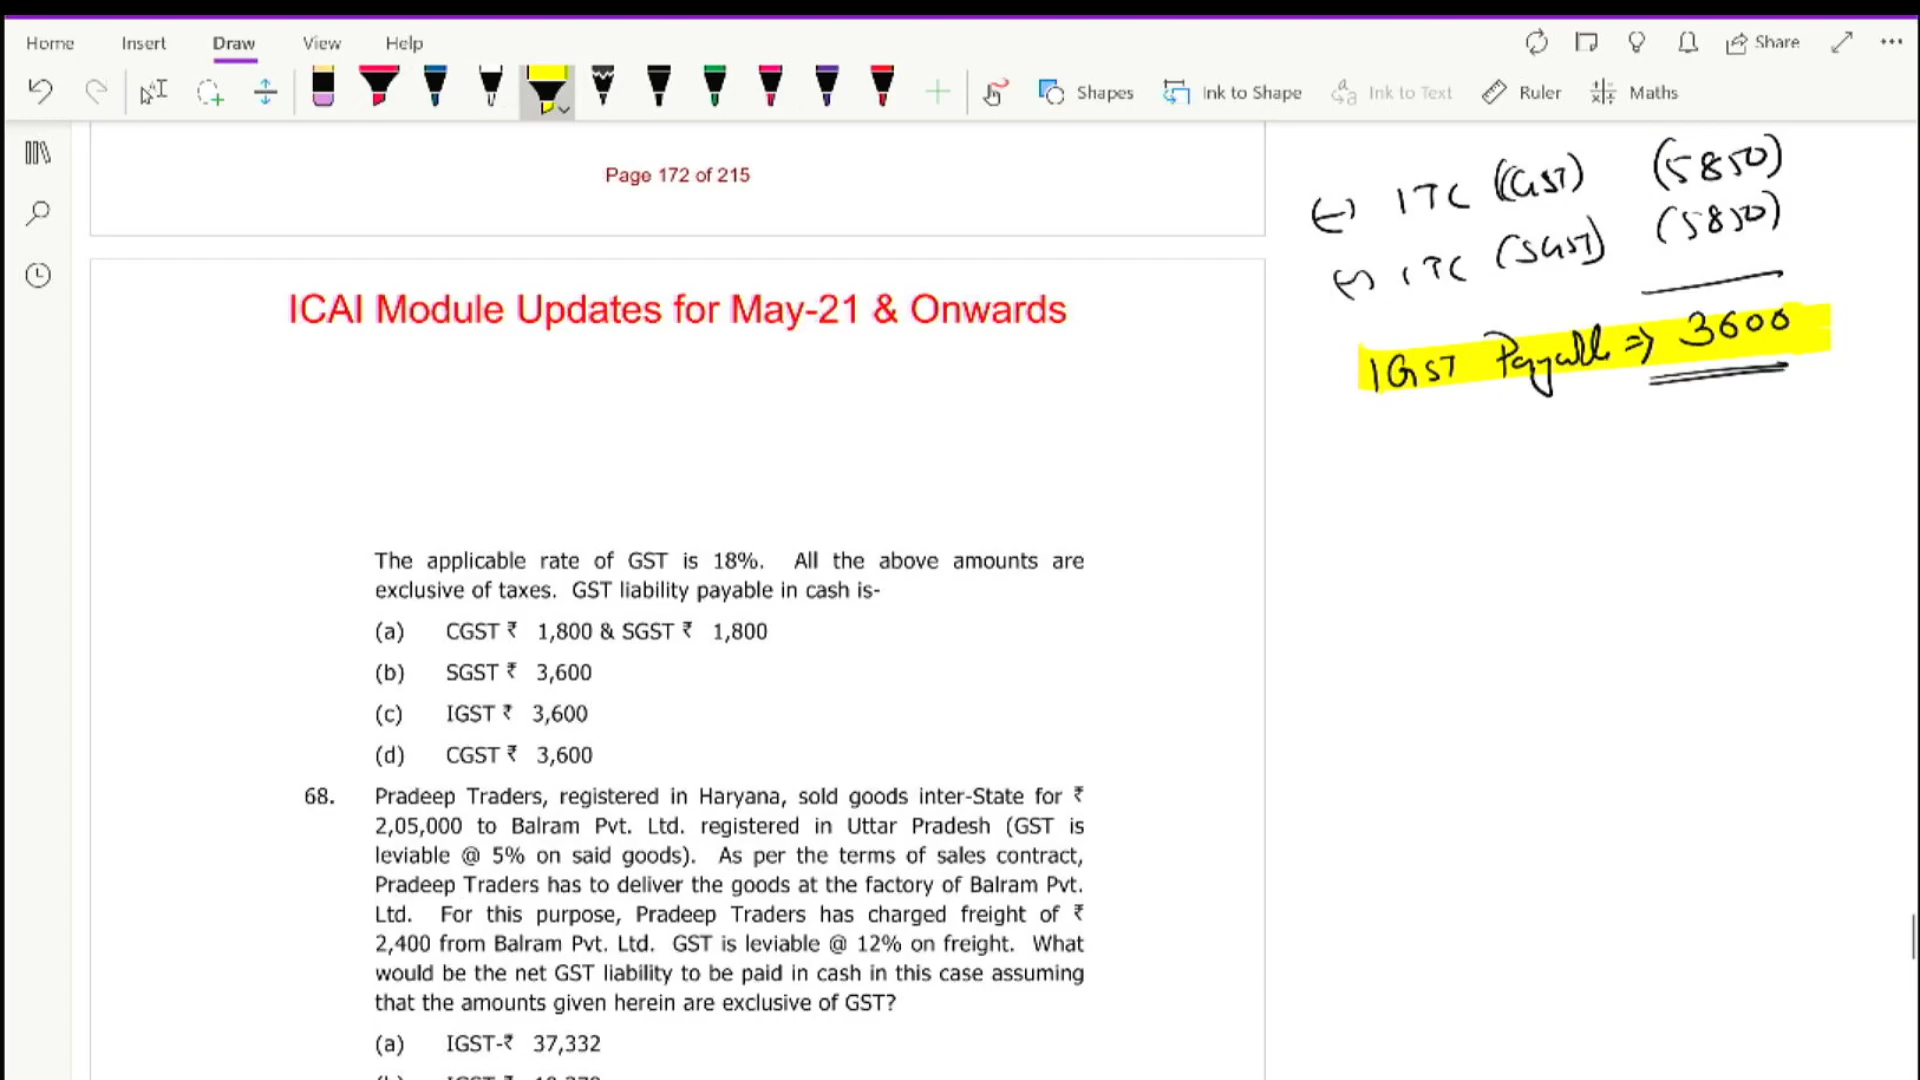 Home Insert Draw View Help Share
Shapes Ink to Shape Ink to Text Ruler Maths
Page 172 of 215
(-) ITC (CGST) (5850)
(-) ITC (SGST) (5850)
IGST Payable => 3600
ICAI Module Updates for May-21 & Onwards
The applicable rate of GST is 18%. All the above amounts are
exclusive of taxes. GST liability payable in cash is-
(a) CGST ₹ 1,800 & SGST ₹ 1,800
(b) SGST ₹ 3,600
(c) IGST ₹ 3,600
(d) CGST ₹ 3,600
68. Pradeep Traders, registered in Haryana, sold goods inter-State for ₹
2,05,000 to Balram Pvt. Ltd. registered in Uttar Pradesh (GST is
leviable @ 5% on said goods). As per the terms of sales contract,
Pradeep Traders has to deliver the goods at the factory of Balram Pvt.
Ltd. For this purpose, Pradeep Traders has charged freight of ₹
2,400 from Balram Pvt. Ltd. GST is leviable @ 12% on freight. What
would be the net GST liability to be paid in cash in this case assuming
that the amounts given herein are exclusive of GST?
(a) IGST-₹ 37,332